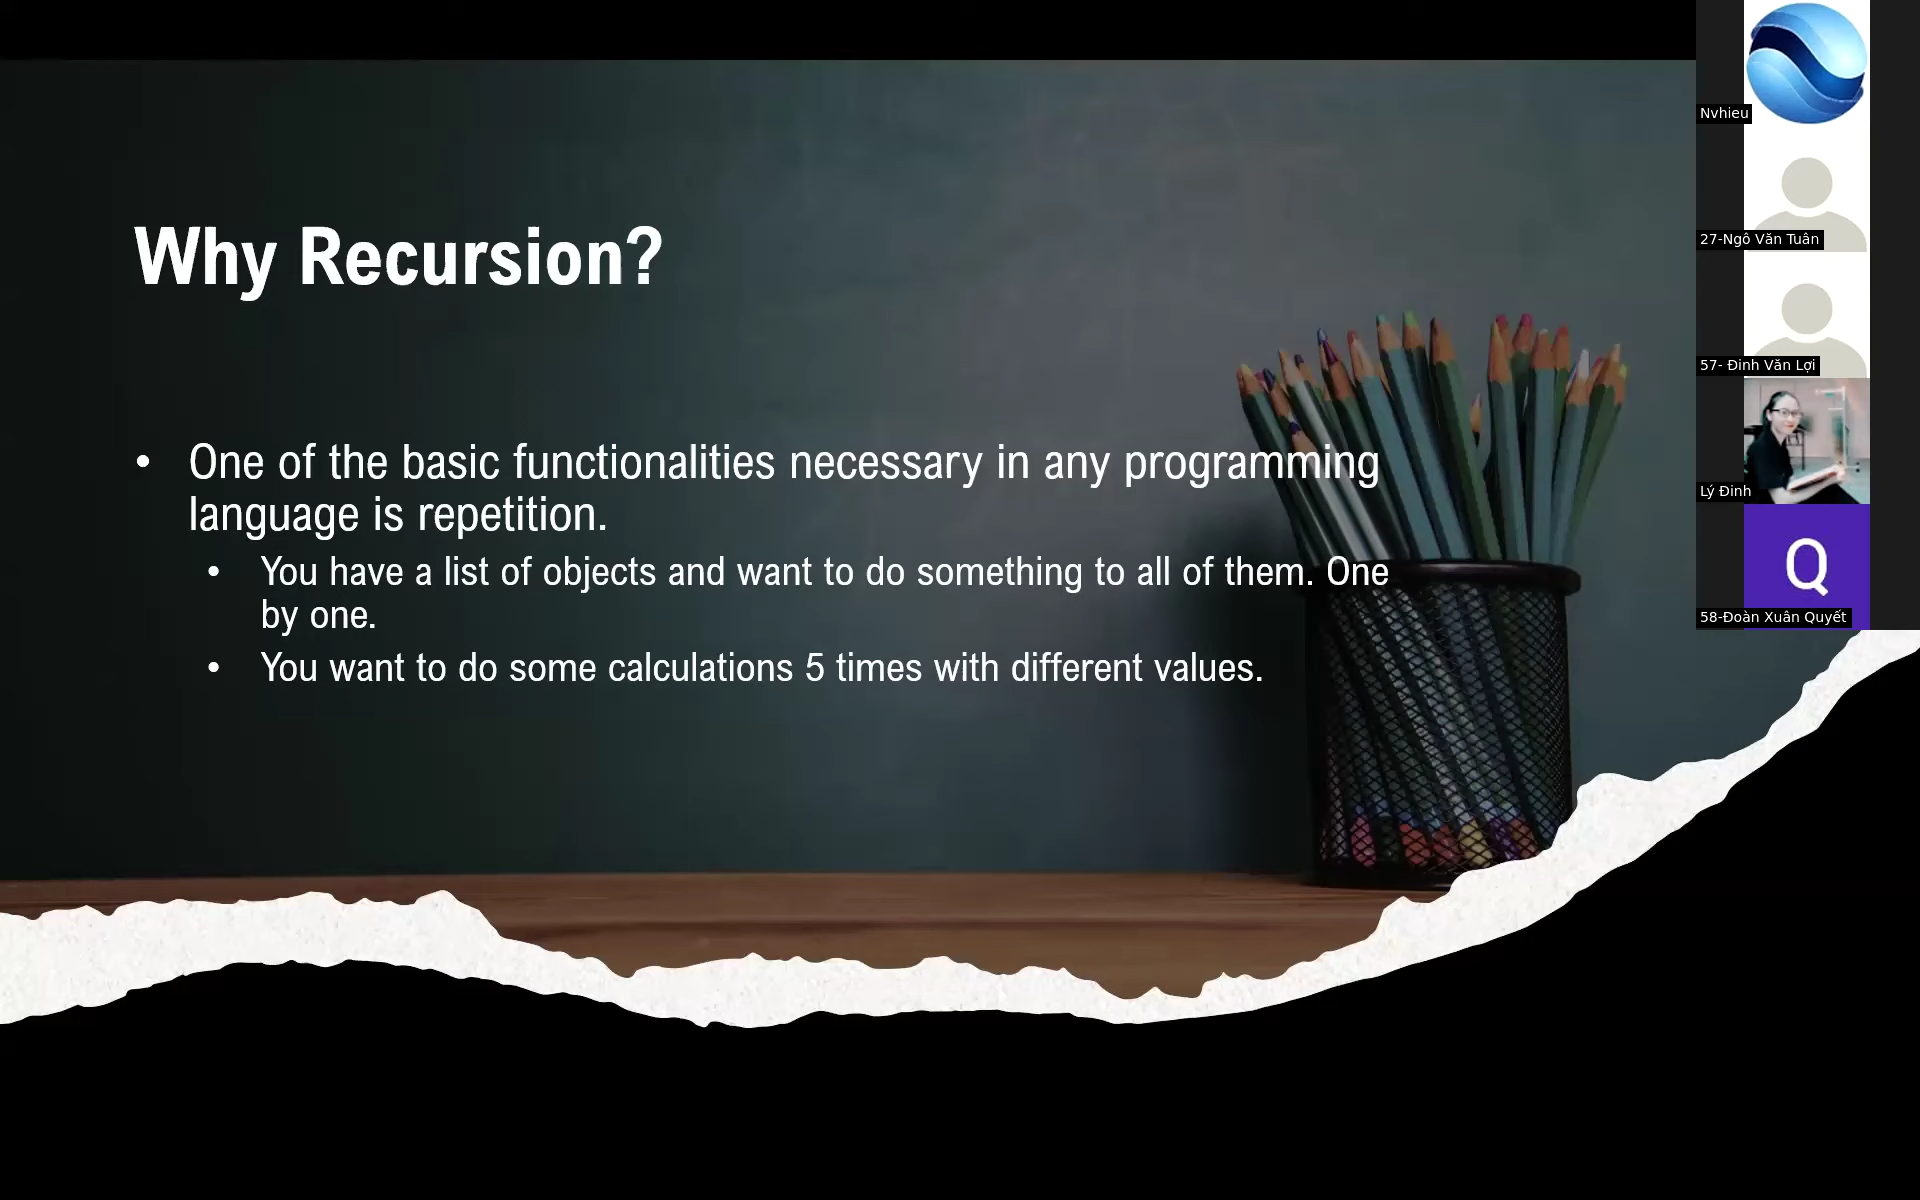 Why Recursion?
• One of the basic functionalities necessary in any programming
language is repetition.
• You have a list of objects and want to do something to all of them. One
by one.
• You want to do some calculations 5 times with different values.
Nvhieu
27-Ngô Văn Tuân
57- Đinh Văn Lợi
Lý Đinh
Q
58-Đoàn Xuân Quyết